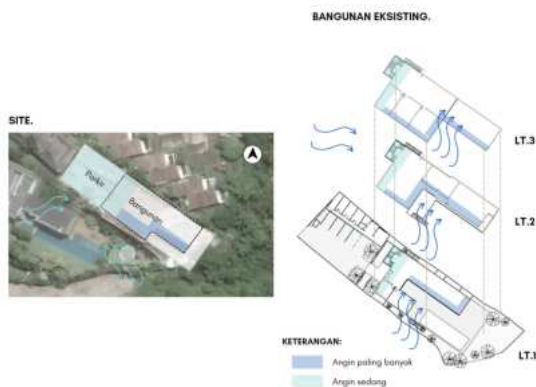 BANGUNAN EKSISTING.
SITE.
Parkir
Bangunan
LT.3
LT.2
LT.1
KETERANGAN:
Angin paling banyak
Angin sedang